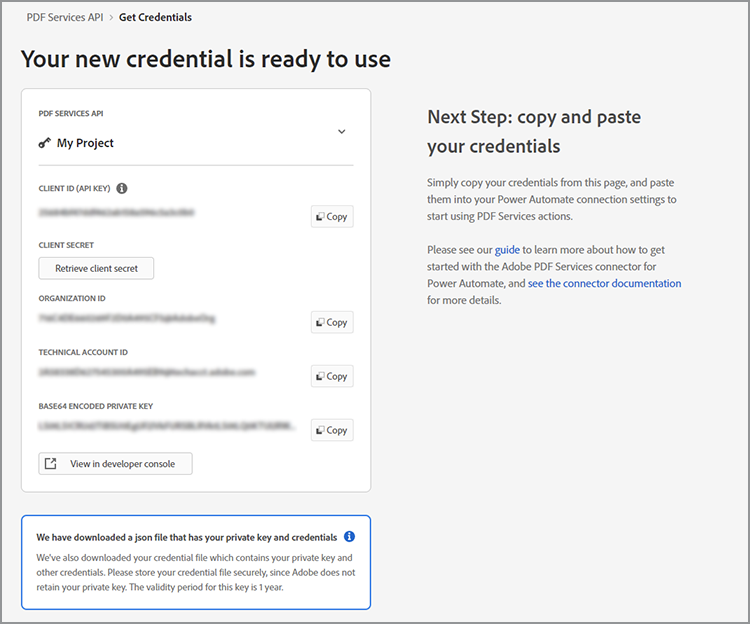 PDF Services API > Get Credentials
Your new credential is ready to use
PDF SERVICES API
My Project
CLIENT ID (API KEY)
Copy
CLIENT SECRET
Retrieve client secret
ORGANIZATION ID
Copy
TECHNICAL ACCOUNT ID
Copy
BASE64 ENCODED PRIVATE KEY
Copy
View in developer console
We have downloaded a json file that has your private key and credentials
We've also downloaded your credential file which contains your private key and
other credentials. Please store your credential file securely, since Adobe does not
retain your private key. The validity period for this key is 1 year.
Next Step: copy and paste
your credentials
Simply copy your credentials from this page, and paste
them into your Power Automate connection settings to
start using PDF Services actions.
Please see our guide to learn more about how to get
started with the Adobe PDF Services connector for
Power Automate, and see the connector documentation
for more details.